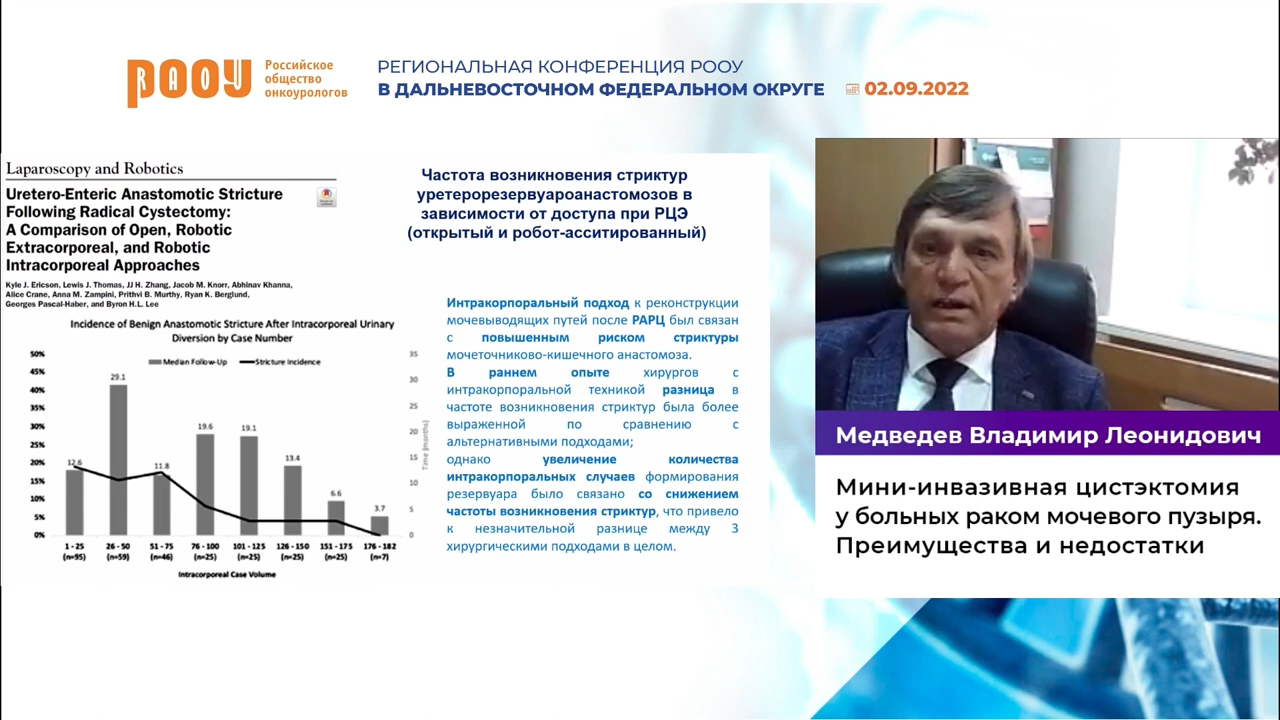 РООУ
RAOU
Российское
общество
онкоурологов
РЕГИОНАЛЬНАЯ КОНФЕРЕНЦИЯ РООУ
В ДАЛЬНЕВОСТОЧНОМ ФЕДЕРАЛЬНОМ ОКРУГЕ
02.09.2022
Laparoscopy and Robotics
Uretero-Enteric Anastomotic Stricture
Following Radical Cystectomy:
A Comparison of Open, Robotic
Extracorporeal, and Robotic
Intracorporeal Approaches
Kyle J. Ericson, Lewis J. Thomas, JJ H. Zhang, Jacob M. Knorr, Abhinav Khanna,
Alice Crane, Anna M. Zampini, Prithvi B. Murthy, Ryan K. Berglund,
Georges Pascal-Haber, and Byron H.L. Lee
Incidence of Benign Anastomotic Stricture After Intracorporeal Urinary
Diversion by Case Number
Median Follow-Up
Stricture Incidence
50%
45%
40%
35%
30%
25%
20%
15%
10%
5%
0%
12.6
29.1
11.8
19.6
19.1
13.4
6.6
3.7
35
30
25
20
15
10
5
0
Time (months)
1 - 25
(n=95)
26 - 50
(n=59)
51 - 75
(n=46)
76 - 100
(n=25)
101 - 125
(n=25)
126 - 150
(n=25)
151 - 175
(n=25)
176 - 182
(n=7)
Intracorporeal Case Volume
Частота возникновения стриктур
уретерорезервуароанастомозов в
зависимости от доступа при РЦЭ
(открытый и робот-асситированный)
Интракорпоральный подход к реконструкции
мочевыводящих путей после РАРЦ был связан
с повышенным риском стриктуры
мочеточниково-кишечного анастомоза.
В раннем опыте хирургов с
интракорпоральной техникой разница в
частоте возникновения стриктур была более
выраженной по сравнению с
альтернативными подходами;
однако увеличение количества
интракорпоральных случаев формирования
резервуара было связано со снижением
частоты возникновения стриктур, что привело
к незначительной разнице между 3
хирургическими подходами в целом.
Медведев Владимир Леонидович
Мини-инвазивная цистэктомия
у больных раком мочевого пузыря.
Преимущества и недостатки